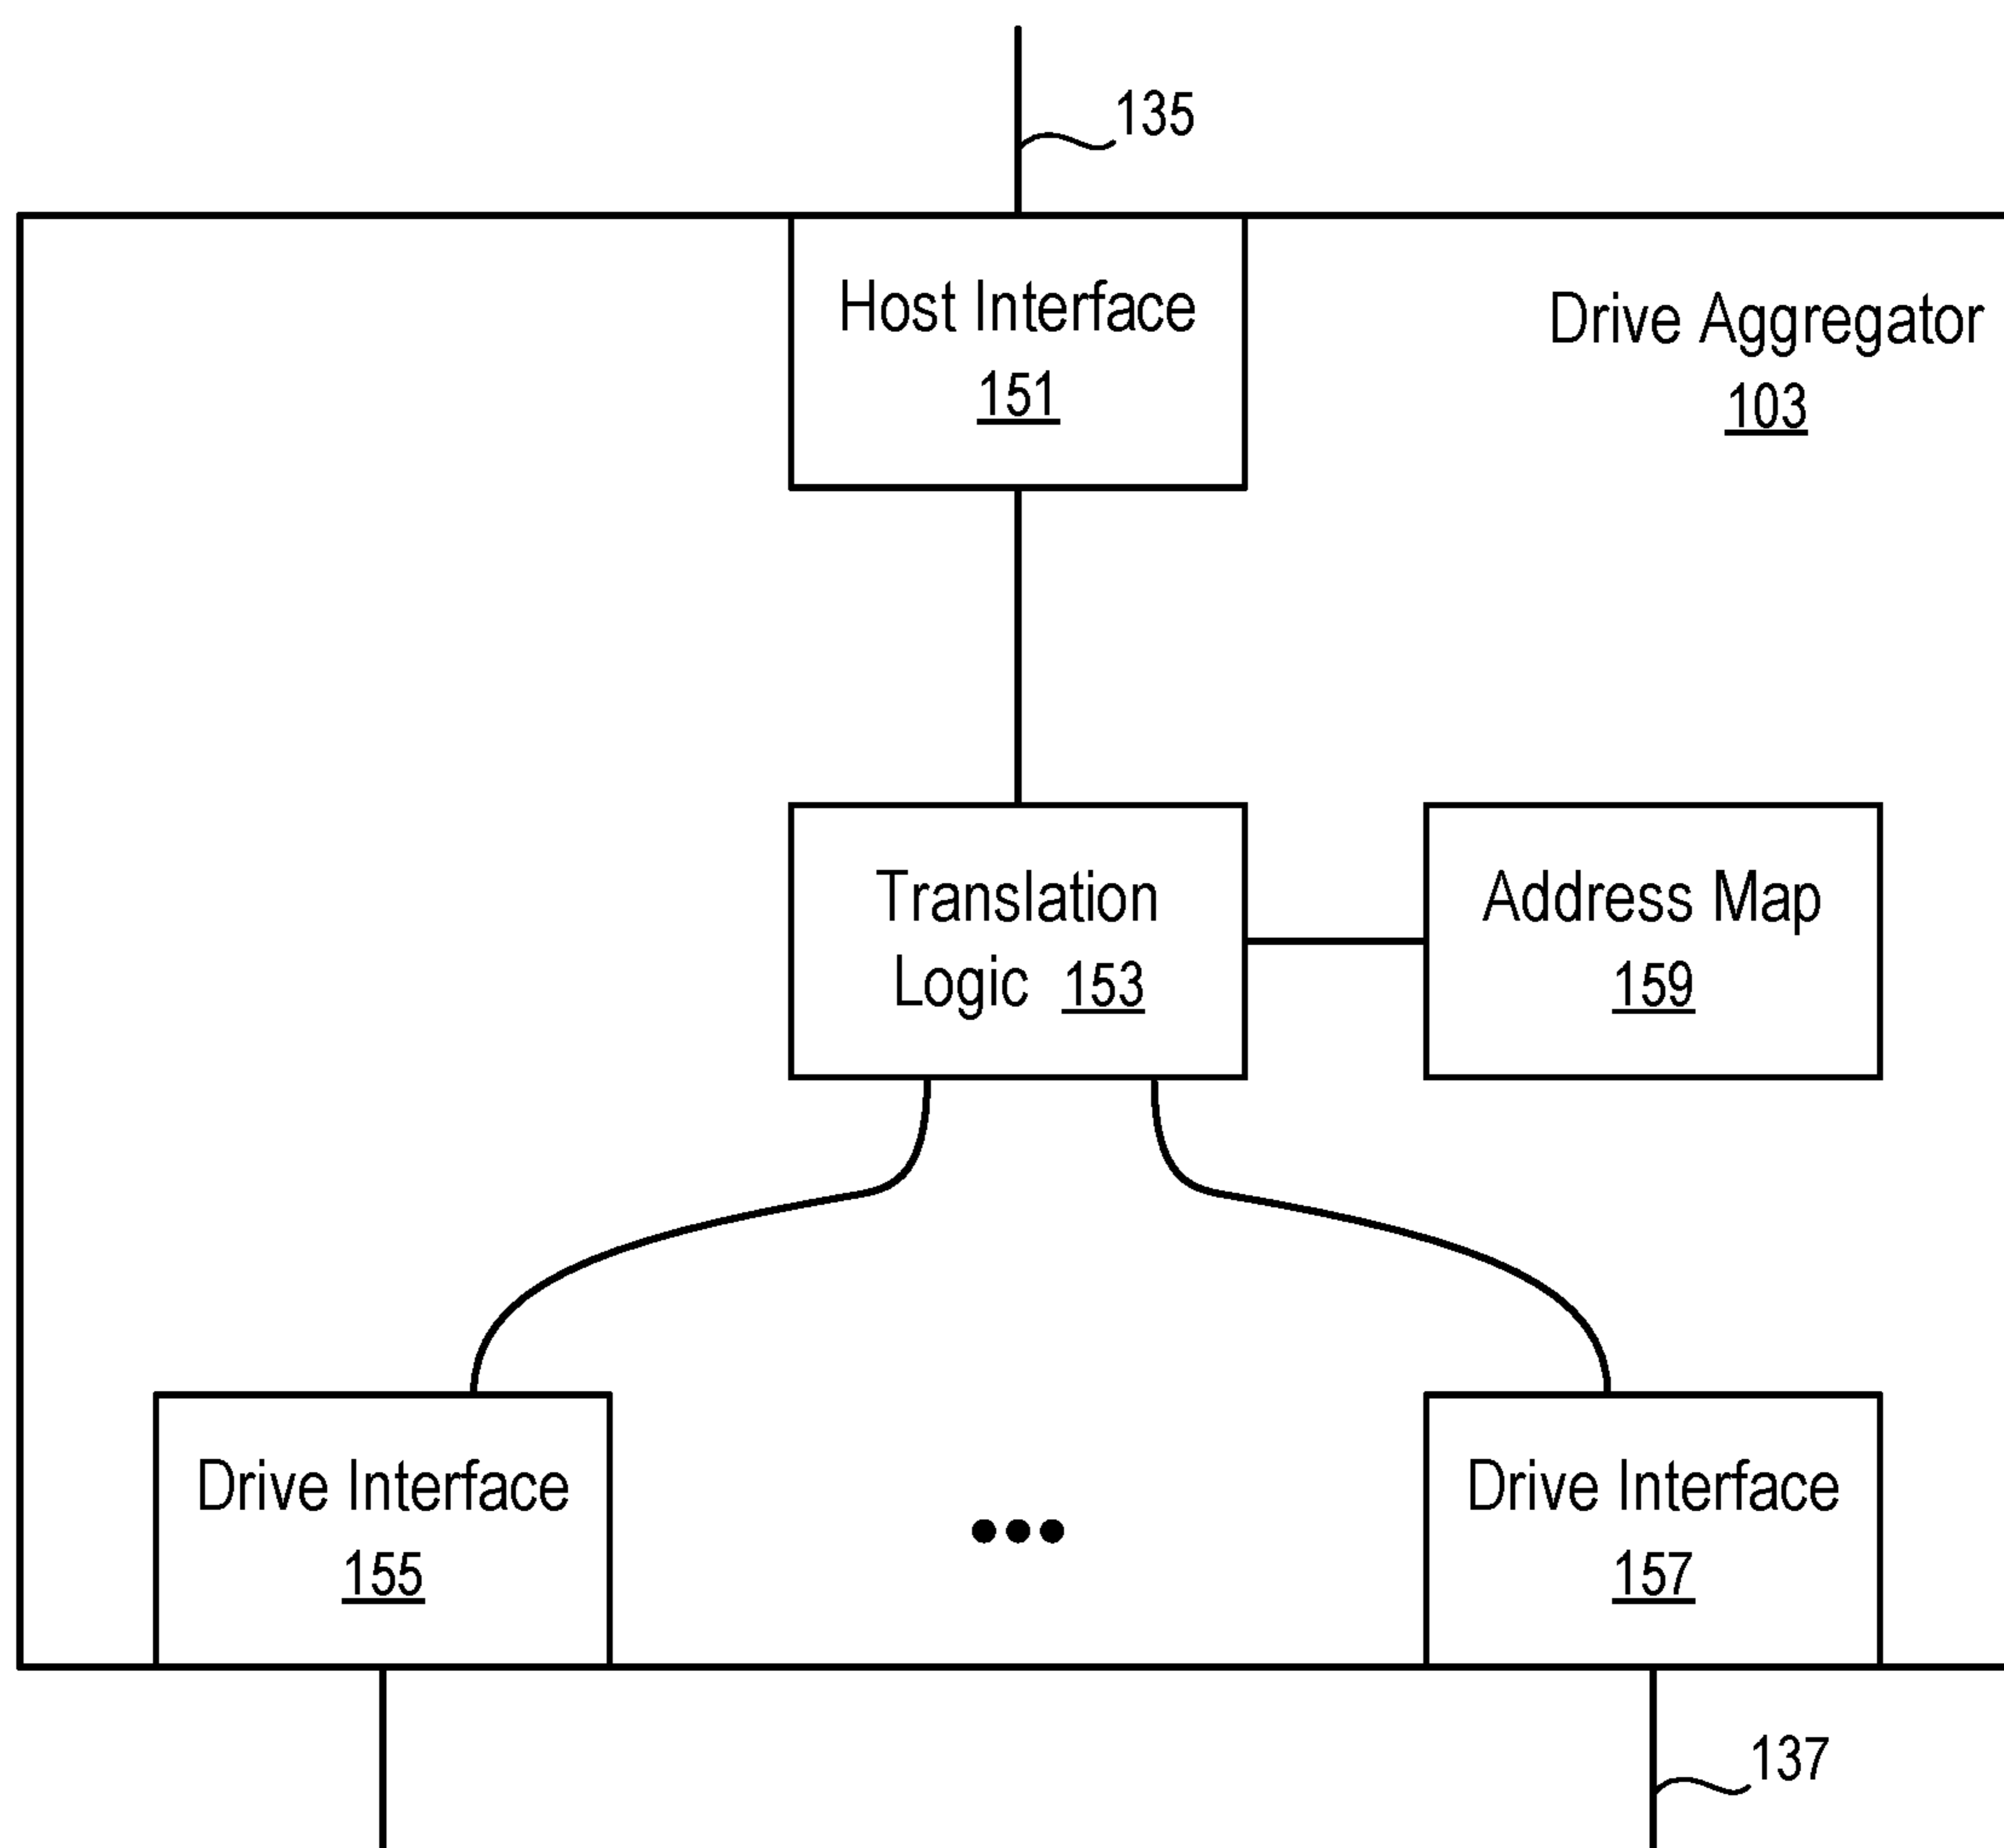 135
Host Interface
151
Drive Aggregator
103
Translation
Logic 153
Address Map
159
Drive Interface
155
•••
Drive Interface
157
137